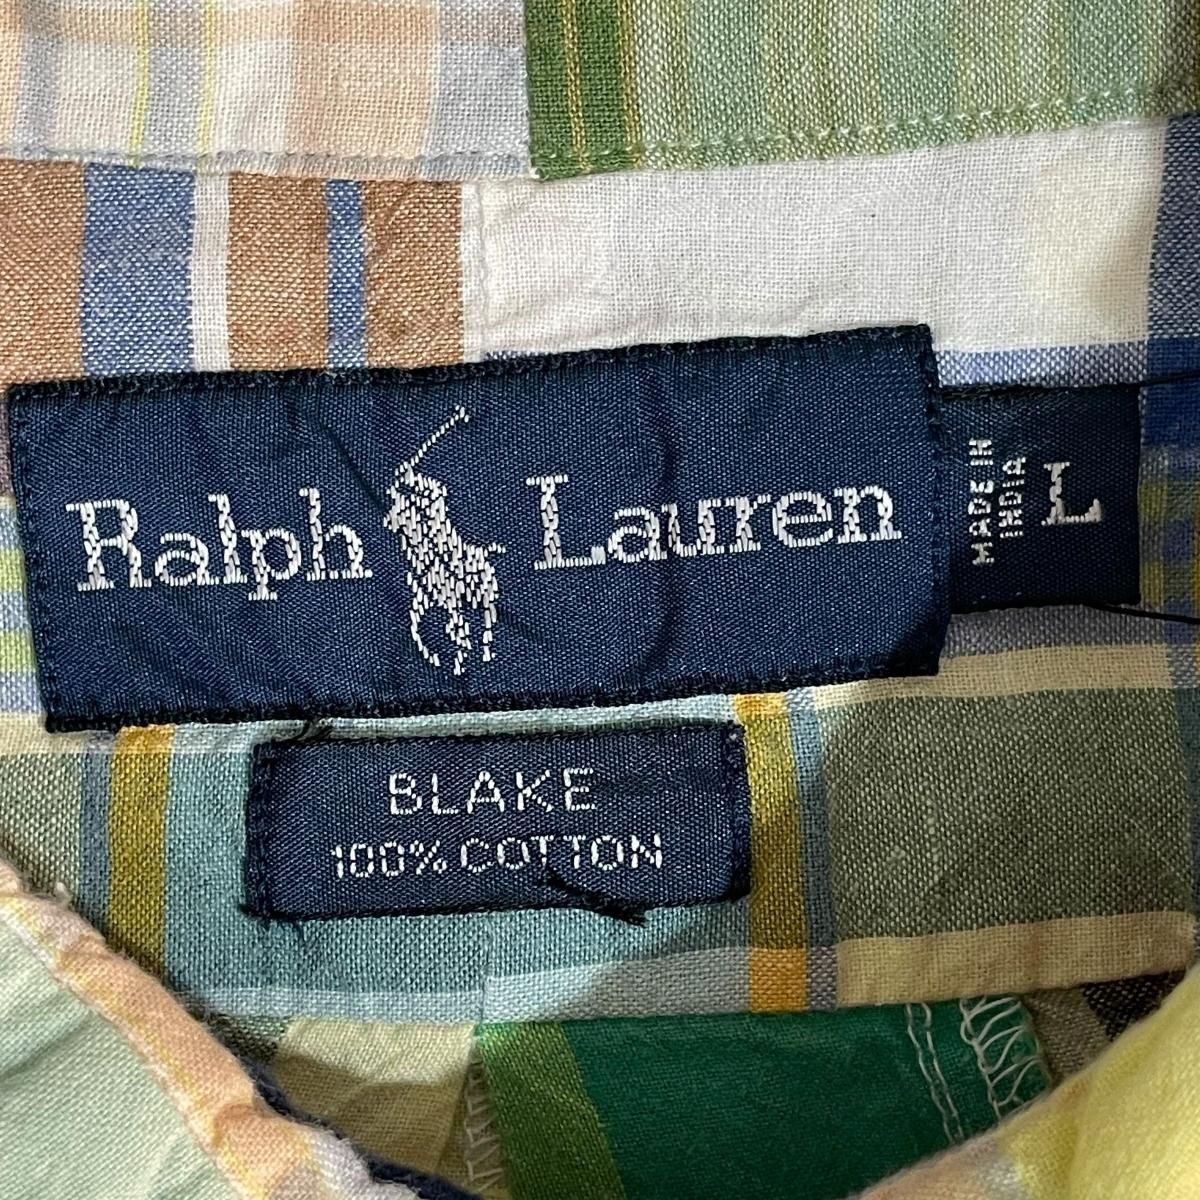 Ralph Lauren
MADE IN
INDIA
L
BLAKE
100% COTTON